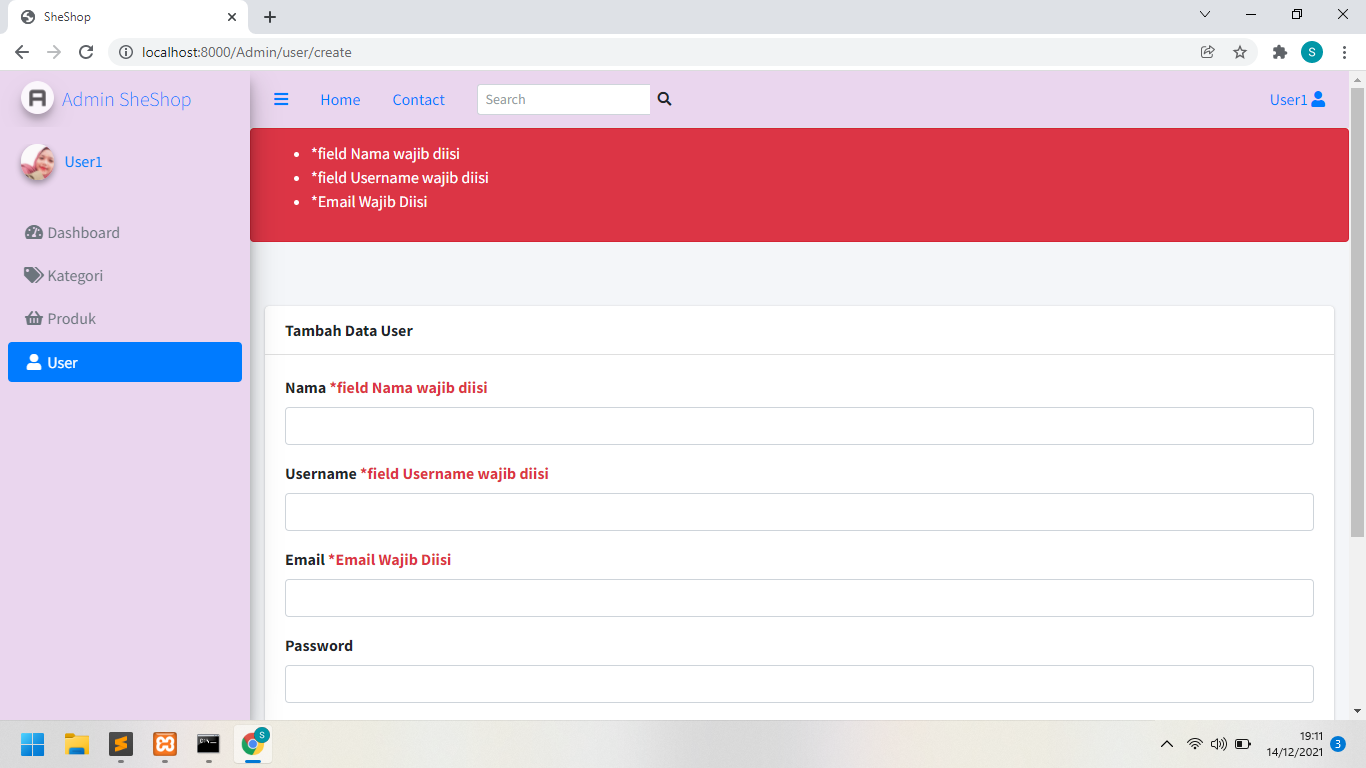 SheShop
localhost:8000/Admin/user/create
S
A Admin SheShop
Home Contact Search User1
User1
*field Nama wajib diisi
*field Username wajib diisi
*Email Wajib Diisi
Dashboard
Kategori
Produk
User
Tambah Data User
Nama *field Nama wajib diisi
Username *field Username wajib diisi
Email *Email Wajib Diisi
Password
S
19:11
14/12/2021
3